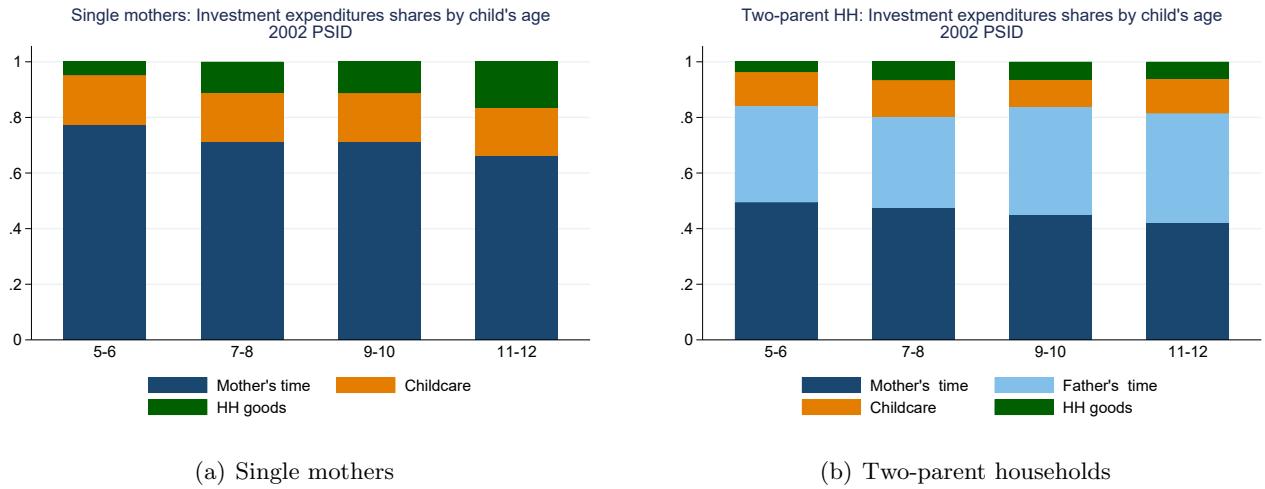 Single mothers: Investment expenditures shares by child's age
2002 PSID
1
.8
.6
.4
.2
0
5-6 7-8 9-10 11-12
Mother's time Childcare
HH goods
(a) Single mothers
Two-parent HH: Investment expenditures shares by child's age
2002 PSID
1
.8
.6
.4
.2
0
5-6 7-8 9-10 11-12
Mother's time Father's time
Childcare HH goods
(b) Two-parent households